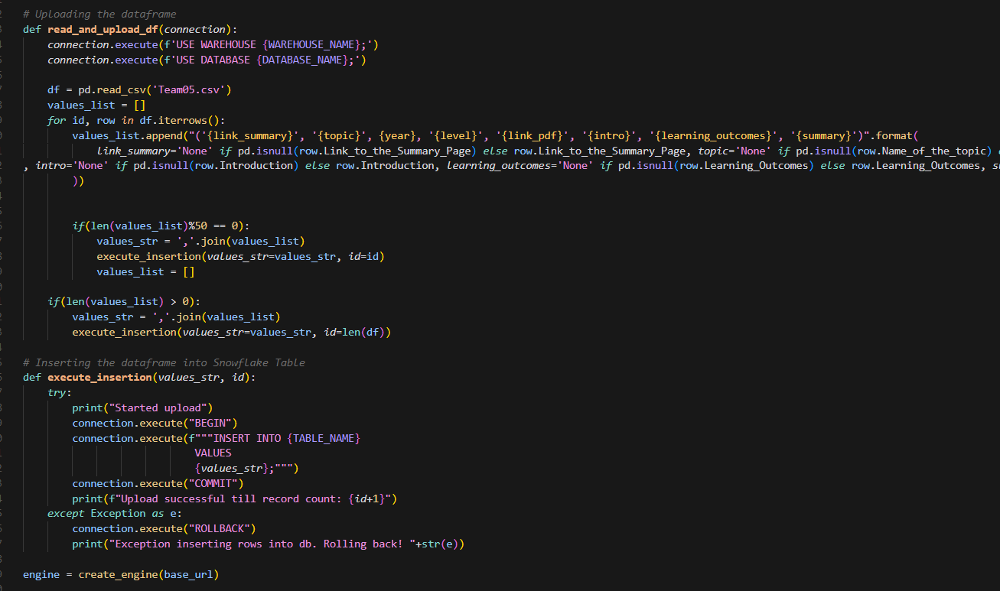 # Uploading the dataframe
def read_and_upload_df(connection):
    connection.execute(f'USE WAREHOUSE {WAREHOUSE_NAME};')
    connection.execute(f'USE DATABASE {DATABASE_NAME};')
    df = pd.read_csv('Team05.csv')
    values_list = []
    for id, row in df.iterrows():
        values_list.append("('{link_summary}', '{topic}', {year}, '{level}', '{link_pdf}', '{intro}', '{learning_outcomes}', '{summary}')".format(
            link_summary='None' if pd.isnull(row.Link_to_the_Summary_Page) else row.Link_to_the_Summary_Page, topic='None' if pd.isnull(row.Name_of_the_topic)
, intro='None' if pd.isnull(row.Introduction) else row.Introduction, learning_outcomes='None' if pd.isnull(row.Learning_Outcomes) else row.Learning_Outcomes,
        ))
        if(len(values_list)%50 == 0):
            values_str = ','.join(values_list)
            execute_insertion(values_str=values_str, id=id)
            values_list = []
    if(len(values_list) > 0):
        values_str = ','.join(values_list)
        execute_insertion(values_str=values_str, id=len(df))
# Inserting the dataframe into Snowflake Table
def execute_insertion(values_str, id):
    try:
        print("Started upload")
        connection.execute("BEGIN")
        connection.execute(f"""INSERT INTO {TABLE_NAME}
                            VALUES
                            {values_str};""")
        connection.execute("COMMIT")
        print(f"Upload successful till record count: {id+1}")
    except Exception as e:
        connection.execute("ROLLBACK")
        print("Exception inserting rows into db. Rolling back! "+str(e))
engine = create_engine(base_url)